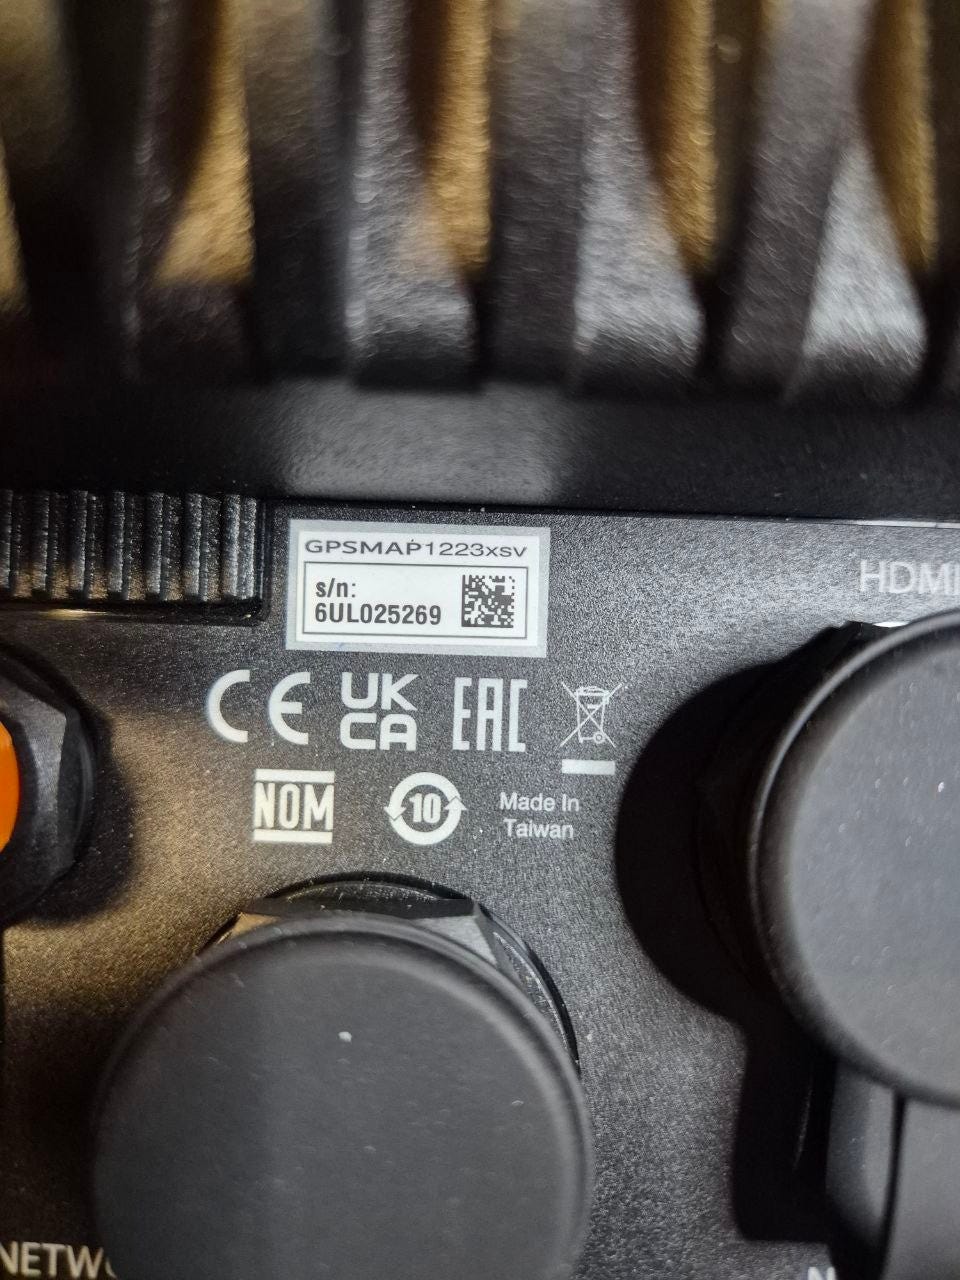 GPSMAP1223xsv
s/n:
6UL025269
HDMI
CE
UK
CA
EAC
NOM
10
Made In
Taiwan